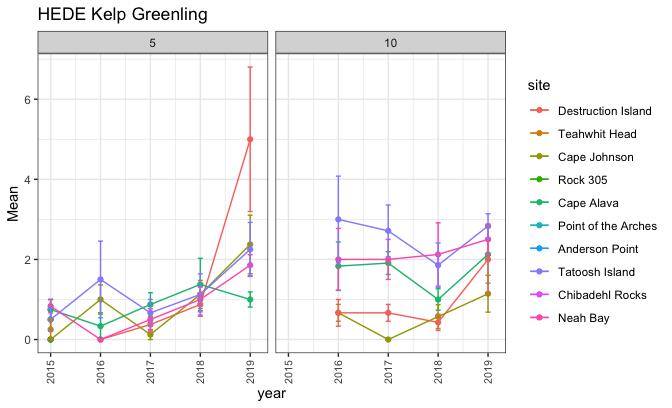 HEDE Kelp Greenling
5
10
Mean
6
4
2
0
2015
2016
2017
2018
2019
2015
2016
2017
2018
2019
year
site
Destruction Island
Teahwhit Head
Cape Johnson
Rock 305
Cape Alava
Point of the Arches
Anderson Point
Tatoosh Island
Chibadehl Rocks
Neah Bay